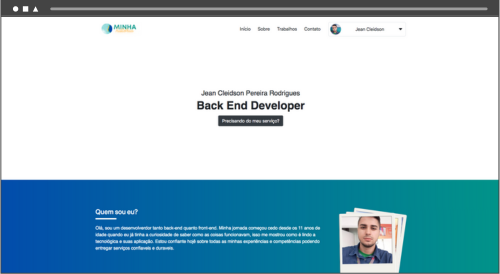 MINHA
Início Sobre Trabalhos Contato Jean Cleidson
Jean Cleidson Pereira Rodrigues
Back End Developer
Precisando do meu serviço?
Quem sou eu?
Olá, sou um desenvolvedor tanto back-end quanto front-end. Minha jornada começou cedo desde os 11 anos de
idade quando eu já tinha a curiosidade de saber como as coisas funcionavam, isso me mostrou como é lindo a
tecnológica e suas aplicação. Estou confiante hojê sobre todas as minhas experiências e competências podendo
entregar serviços confiáveis e duraveis.